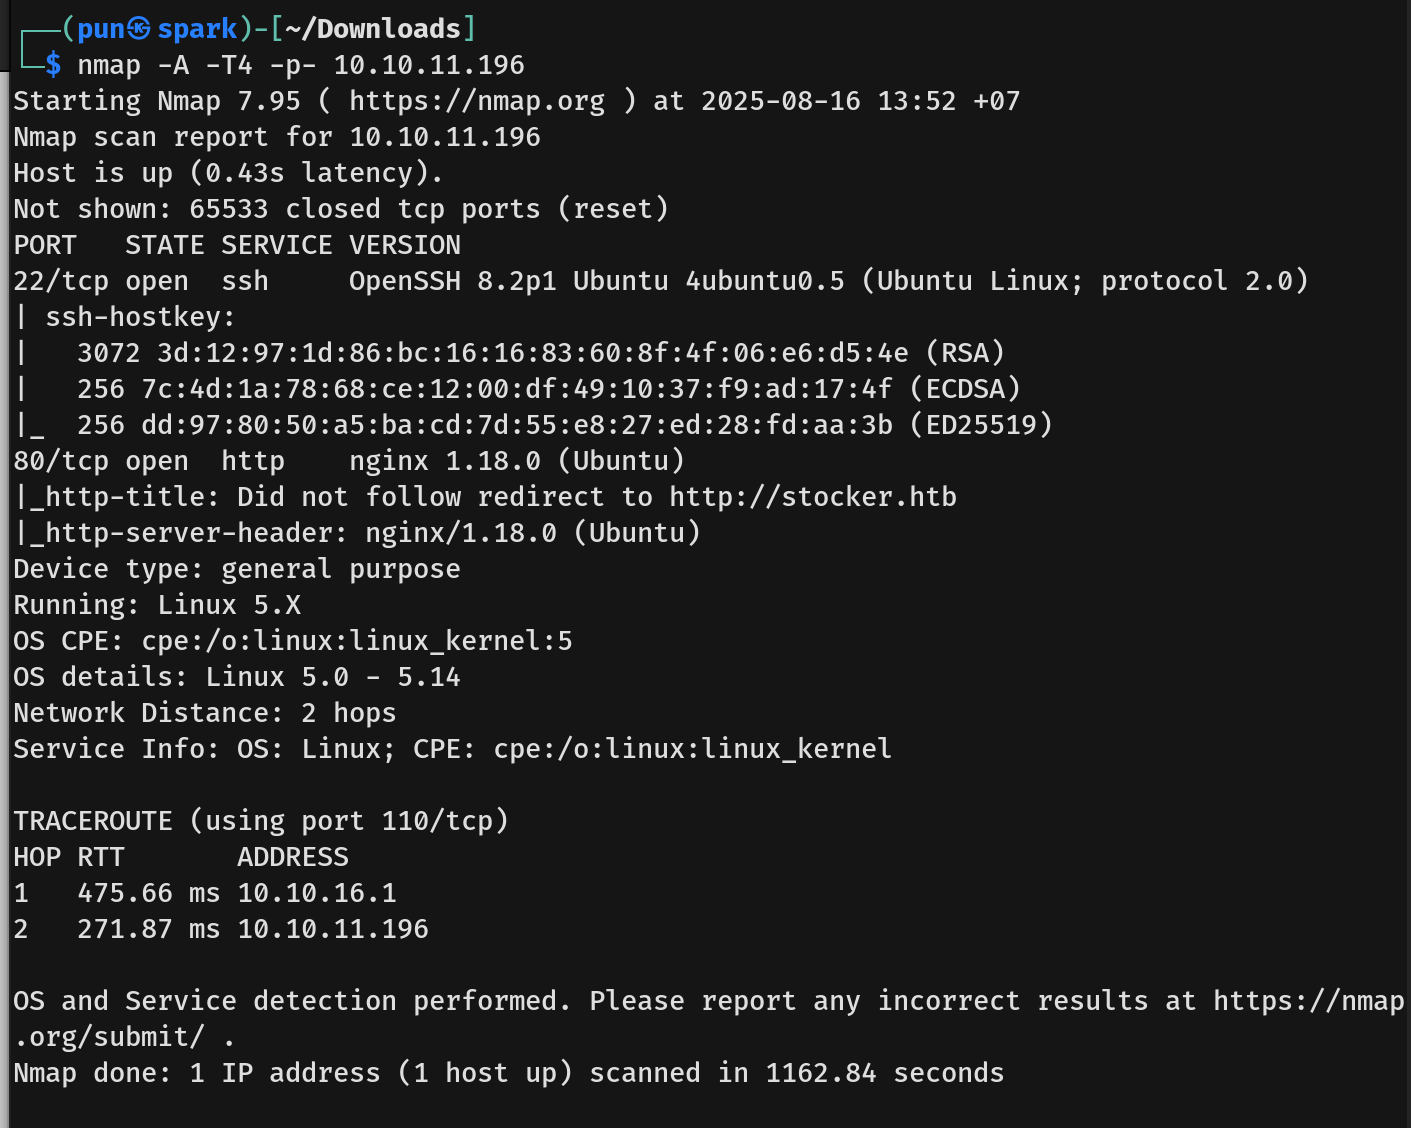 ┌──(pun㉿spark)-[~/Downloads]
└─$ nmap -A -T4 -p- 10.10.11.196
Starting Nmap 7.95 ( https://nmap.org ) at 2025-08-16 13:52 +07
Nmap scan report for 10.10.11.196
Host is up (0.43s latency).
Not shown: 65533 closed tcp ports (reset)
PORT   STATE SERVICE VERSION
22/tcp open  ssh     OpenSSH 8.2p1 Ubuntu 4ubuntu0.5 (Ubuntu Linux; protocol 2.0)
| ssh-hostkey:
|   3072 3d:12:97:1d:86:bc:16:16:83:60:8f:4f:06:e6:d5:4e (RSA)
|   256 7c:4d:1a:78:68:ce:12:00:df:49:10:37:f9:ad:17:4f (ECDSA)
|_  256 dd:97:80:50:a5:ba:cd:7d:55:e8:27:ed:28:fd:aa:3b (ED25519)
80/tcp open  http    nginx 1.18.0 (Ubuntu)
|_http-title: Did not follow redirect to http://stocker.htb
|_http-server-header: nginx/1.18.0 (Ubuntu)
Device type: general purpose
Running: Linux 5.X
OS CPE: cpe:/o:linux:linux_kernel:5
OS details: Linux 5.0 - 5.14
Network Distance: 2 hops
Service Info: OS: Linux; CPE: cpe:/o:linux:linux_kernel
TRACEROUTE (using port 110/tcp)
HOP RTT       ADDRESS
1   475.66 ms 10.10.16.1
2   271.87 ms 10.10.11.196
OS and Service detection performed. Please report any incorrect results at https://nmap
.org/submit/ .
Nmap done: 1 IP address (1 host up) scanned in 1162.84 seconds